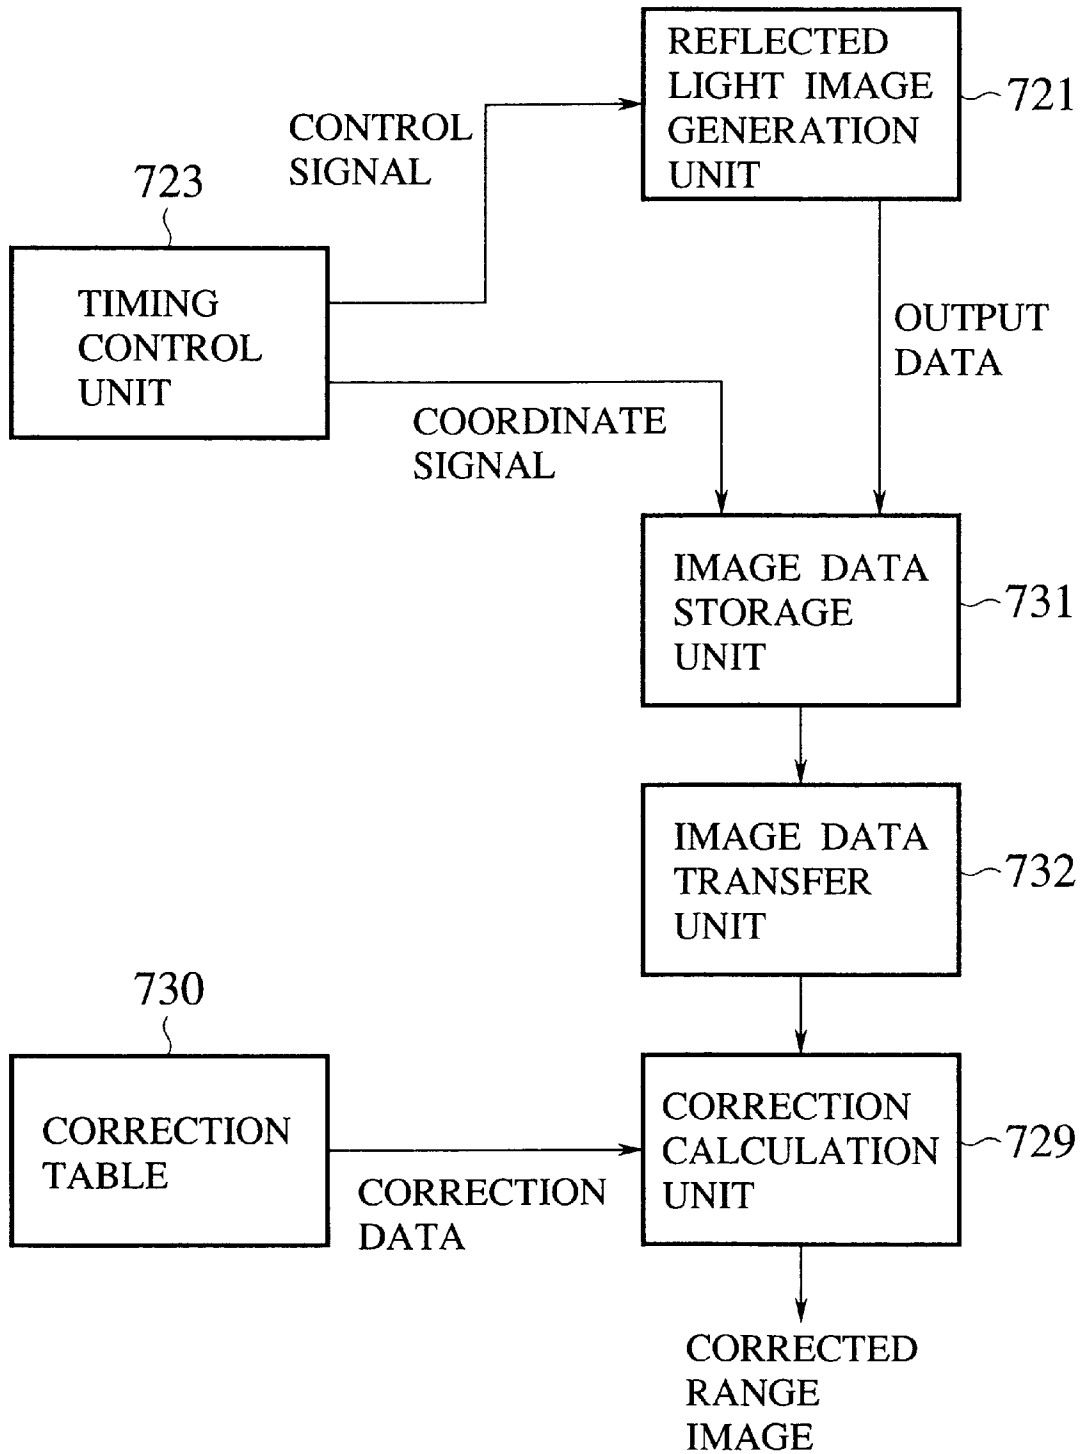 REFLECTED
LIGHT IMAGE
GENERATION
UNIT
721
CONTROL
SIGNAL
723
TIMING
CONTROL
UNIT
OUTPUT
DATA
COORDINATE
SIGNAL
IMAGE DATA
STORAGE
UNIT
731
IMAGE DATA
TRANSFER
UNIT
732
730
CORRECTION
TABLE
CORRECTION
DATA
CORRECTION
CALCULATION
UNIT
729
CORRECTED
RANGE
IMAGE